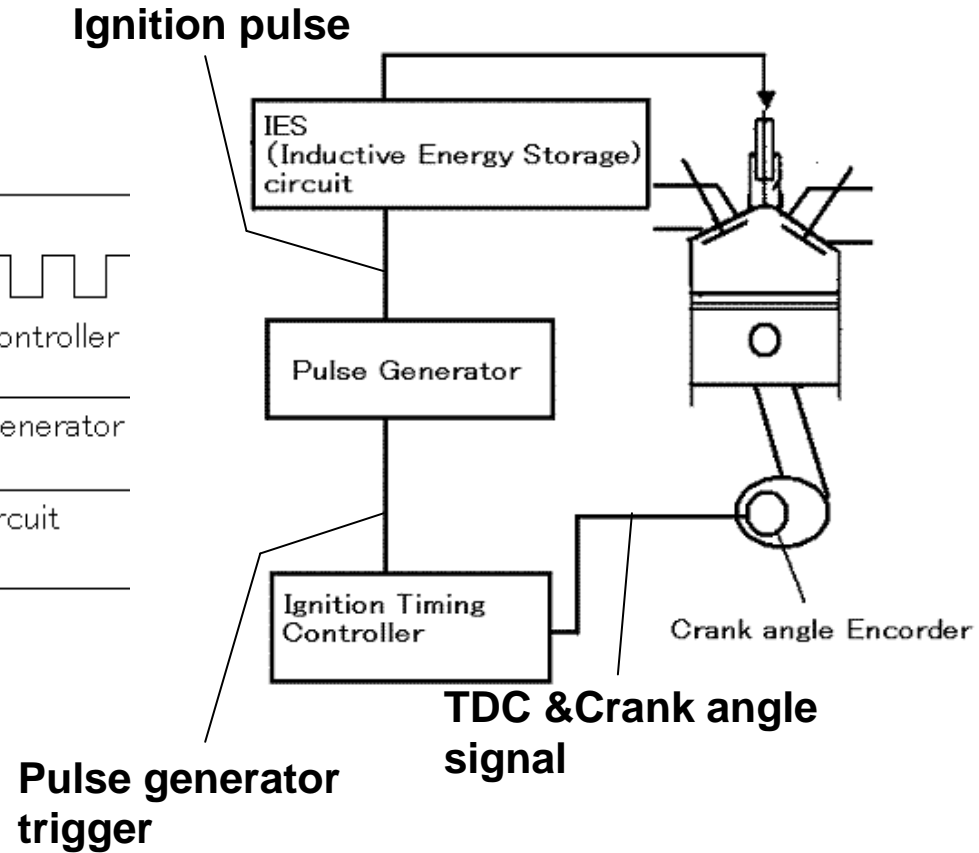 Ignition pulse
IES
(Inductive Energy Storage)
circuit
ontroller
Pulse Generator
enerator
rcuit
Ignition Timing
Controller
Crank angle Encorder
TDC &Crank angle
signal
Pulse generator
trigger